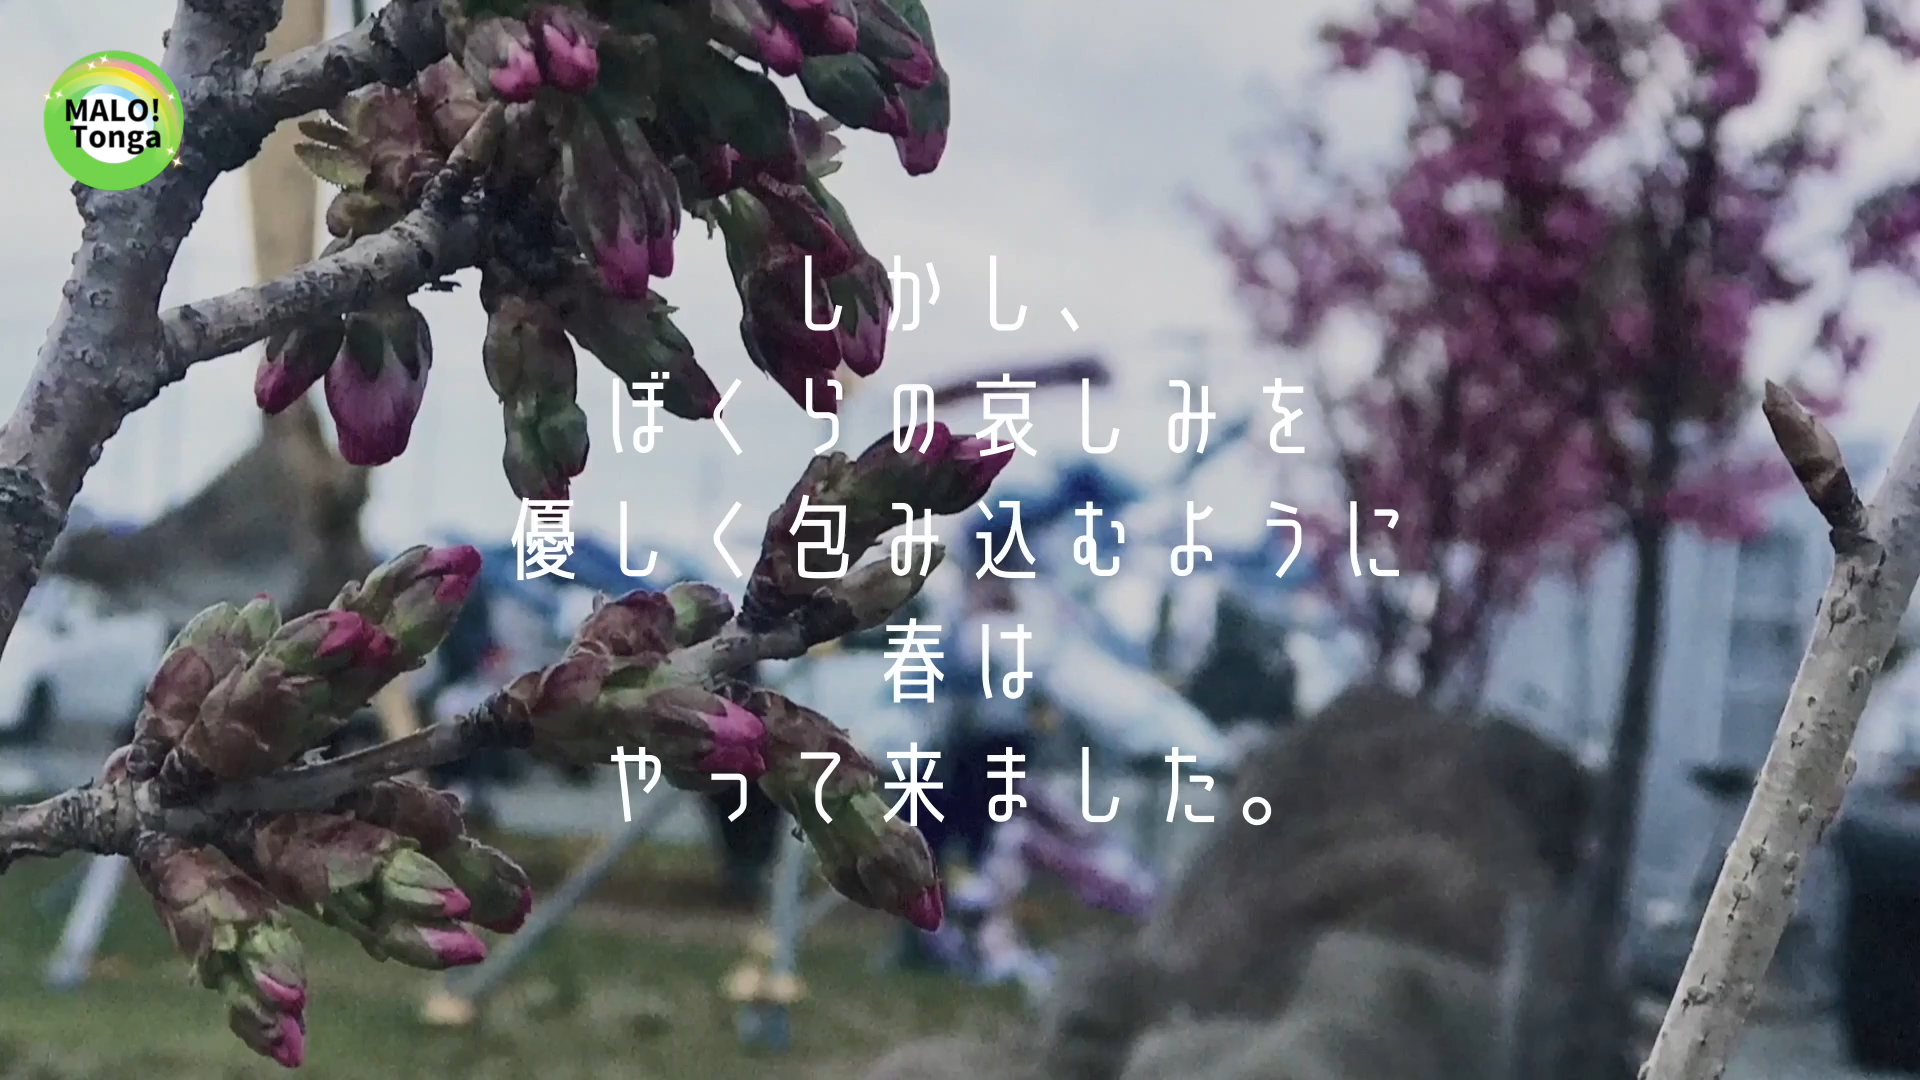 MALO!
Tonga
しかし、
ぼくらの哀しみを
優しく包み込むように
春は
やって来ました。